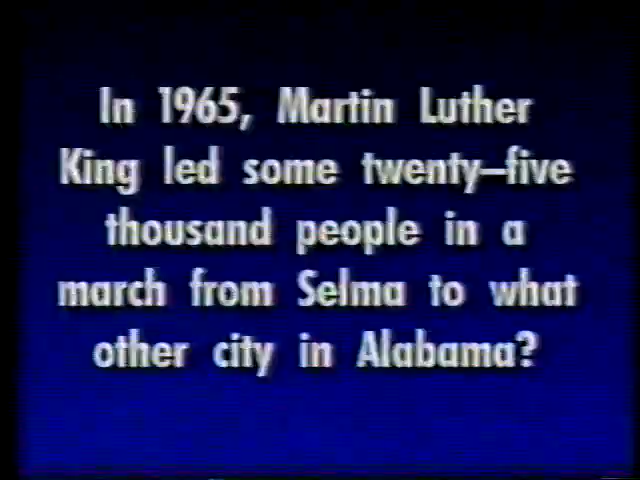 In 1965, Martin Luther
King led some twenty–five
thousand people in a
march from Selma to what
other city in Alabama?